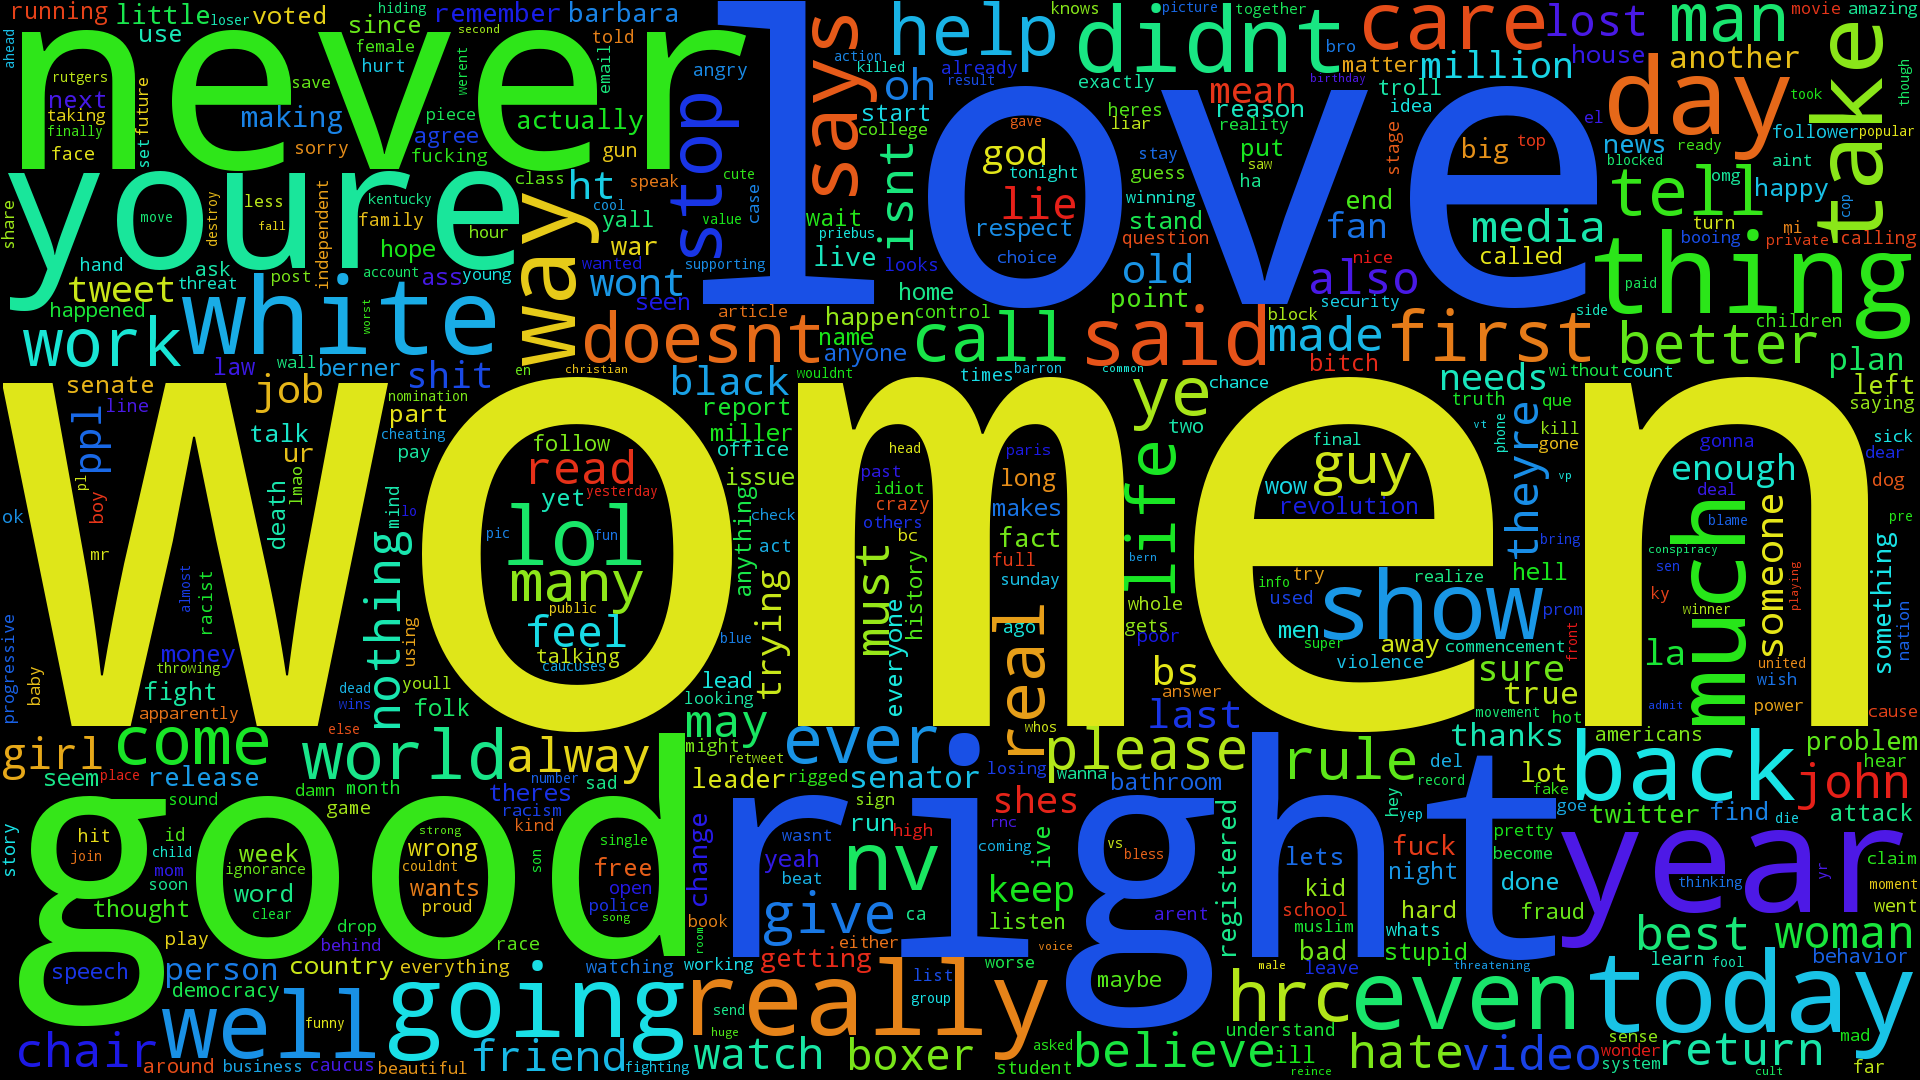 running little loser voted since remember barbara told
ahead use female second
never
love
rutgers save hurt werent email
next taking finally face setfuture making sorry piece agree fucking actually gun
angry stop says action killed help already oh result start college
knows picture together didnt bro birthday matter exactly
care lost man movie amazing
million house another take though
mean troll idea heres liar reason reality el day took
news follower popular blocked ready
youre
share move destroy less fall independent kentucky family hope hour
class ht speak cute cool yall value case war
way wanted supporting
god gave tonight lie respect choice
isnt wait priebus live looks
stay guess put saw ha winning stand question
stage big top end fan media called nice
tell omg aint happy cop turn mi booing private calling
hand ask post account ass young
tweet threat happened worst white wont seen article
home control old point also security block
thing paid side children
work law wall berner shit en christian doesnt name happen anyone
call times barron common said made bitch first better plan
senate line job nomination part black wouldnt
ye chance needs without count left saying
women
ppl talk ur cheating pay report miller office issue
follow read yet yesterday lol pic fun many public feel talking caucuses
head past idiot crazy others bc
paris long makes fact full sunday
two life vt final wow guy revolution vp
truth que phone kill gone theyre bring hell
gonna enough deal blame sick dear dog pre
ok boy pl mr lmao death mind lo
anything check act must history everyone trying blue
real ago whos
whole gets poor info try used realize men show super violence away commencement prom front
conspiracy sen much ky winner playing someone something nation
racist almost nothing using money throwing dead wins
progressive baby fight apparently else youll folk
lead looking bs answer last sure true movement hot
la united wish admit power cause
girl come world alway may might retweet ever. losing wanna please
seem place release damn month number sad leader rigged senator bathroom
rule thanks del record lot fake goe americans back problem hear john
sound game theres racism kind
good
right
sign run high rnc shes coming
hey yep twitter find die attack
story hit join id child mom soon
week ignorance word clear strong wrong couldnt wants proud son
single free open police song change
wasnt yeah beat nv ive vs bless
lets fuck night pretty become year thinking yr claim moment went
thought play drop behind race book room give either ca keep listen arent registered
school kid muslim whats hard bad stupid done fraud
best woman
speech person democracy country everything watching working getting list group worse voice maybe
male leave threatening learn fool behavior
well funny going send huge really
hrc even today
chair around business caucus beautiful friend fighting watch boxer asked student believe ill understand reince
hate video sense wonder system return cult mad far